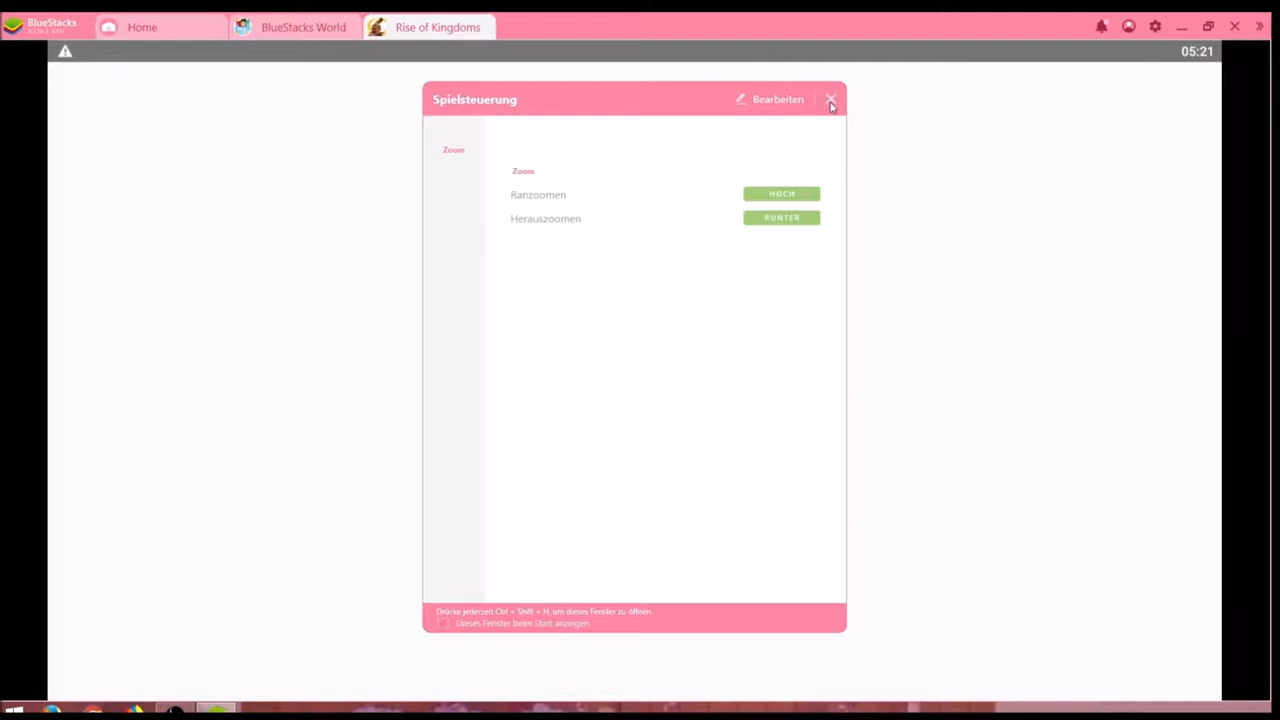 BlueStacks
Home
BlueStacks World
Rise of Kingdoms
05:21
Spielsteuerung
Bearbeiten
Zoom
Zoom
Ranzoomen
HOCH
Herauszoomen
RUNTER
Drücke jederzeit Ctrl + Shift + H, um dieses Fenster zu öffnen.
Dieses Fenster beim Start anzeigen